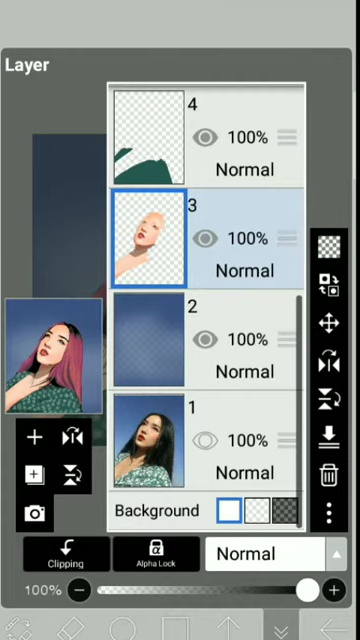 Layer
4
100%
Normal
3
100%
Normal
2
100%
Normal
1
100%
Normal
Background
Clipping
α
Alpha Lock
Normal
100%